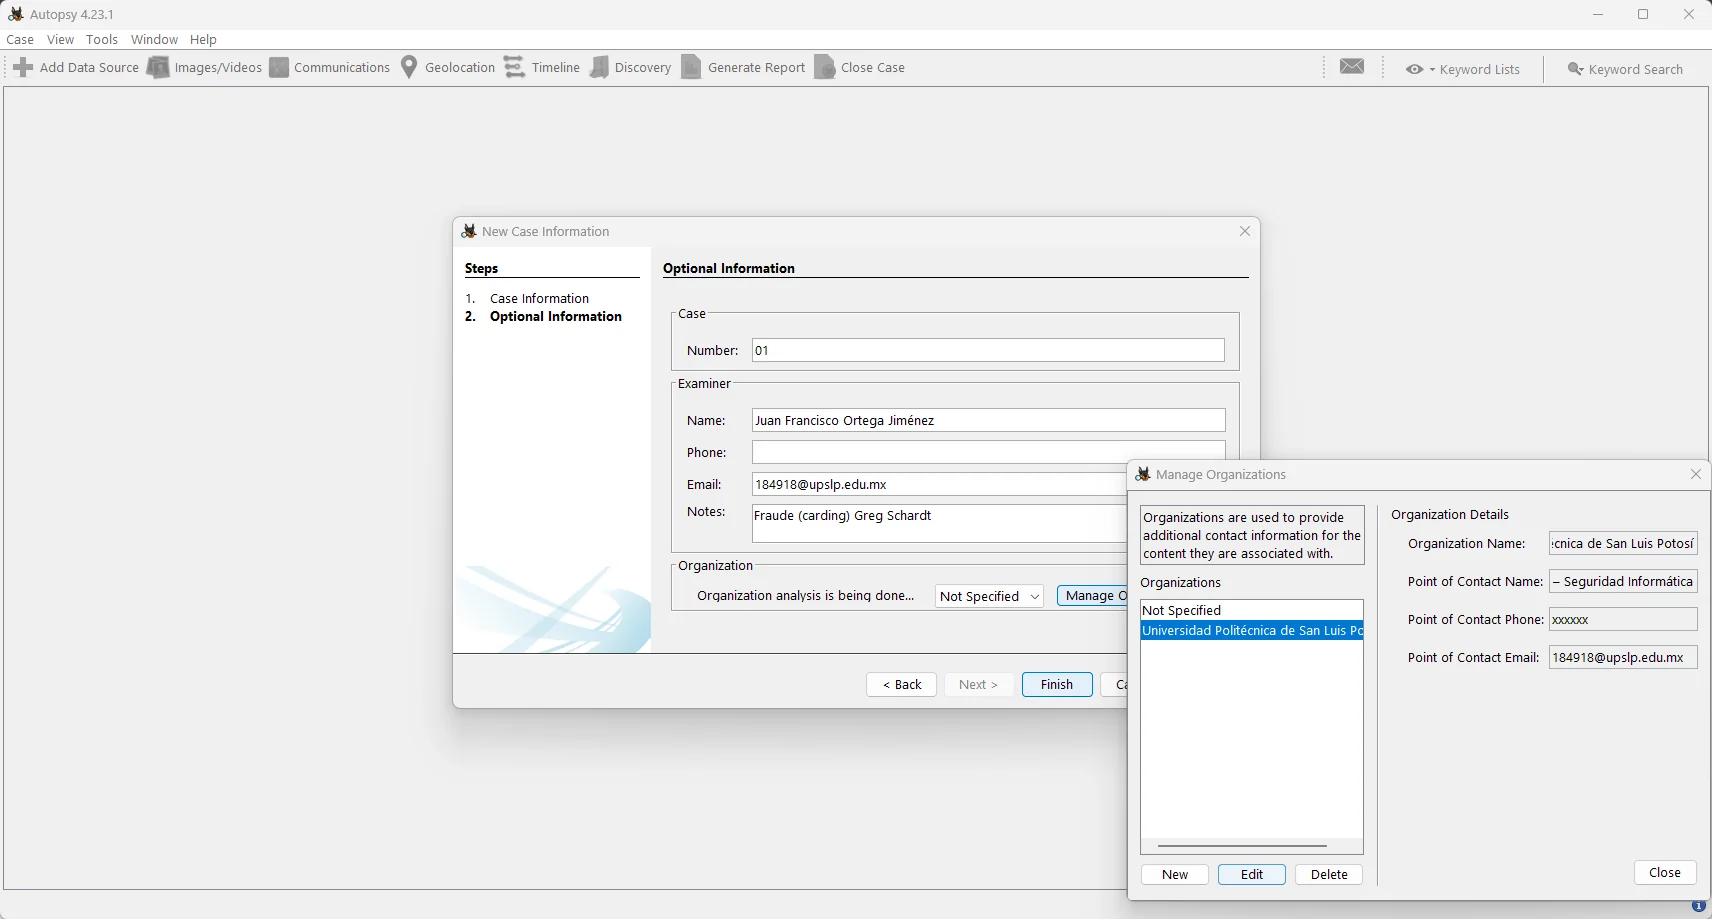 Autopsy 4.23.1
Case View Tools Window Help
Add Data Source Images/Videos Communications Geolocation Timeline Discovery Generate Report Close Case Keyword Lists Keyword Search
New Case Information
Steps
1. Case Information
2. Optional Information
Optional Information
Case
Number: 01
Examiner
Name: Juan Francisco Ortega Jiménez
Phone:
Email: 184918@upslp.edu.mx
Notes: Fraude (carding) Greg Schardt
Organization
Organization analysis is being done... Not Specified Manage O
< Back Next > Finish Ca
Manage Organizations
Organizations are used to provide
additional contact information for the
content they are associated with.
Organizations
Not Specified
Universidad Politécnica de San Luis Po
New Edit Delete
Organization Details
Organization Name: cnica de San Luis Potosí
Point of Contact Name: – Seguridad Informática
Point of Contact Phone: xxxxxx
Point of Contact Email: 184918@upslp.edu.mx
Close